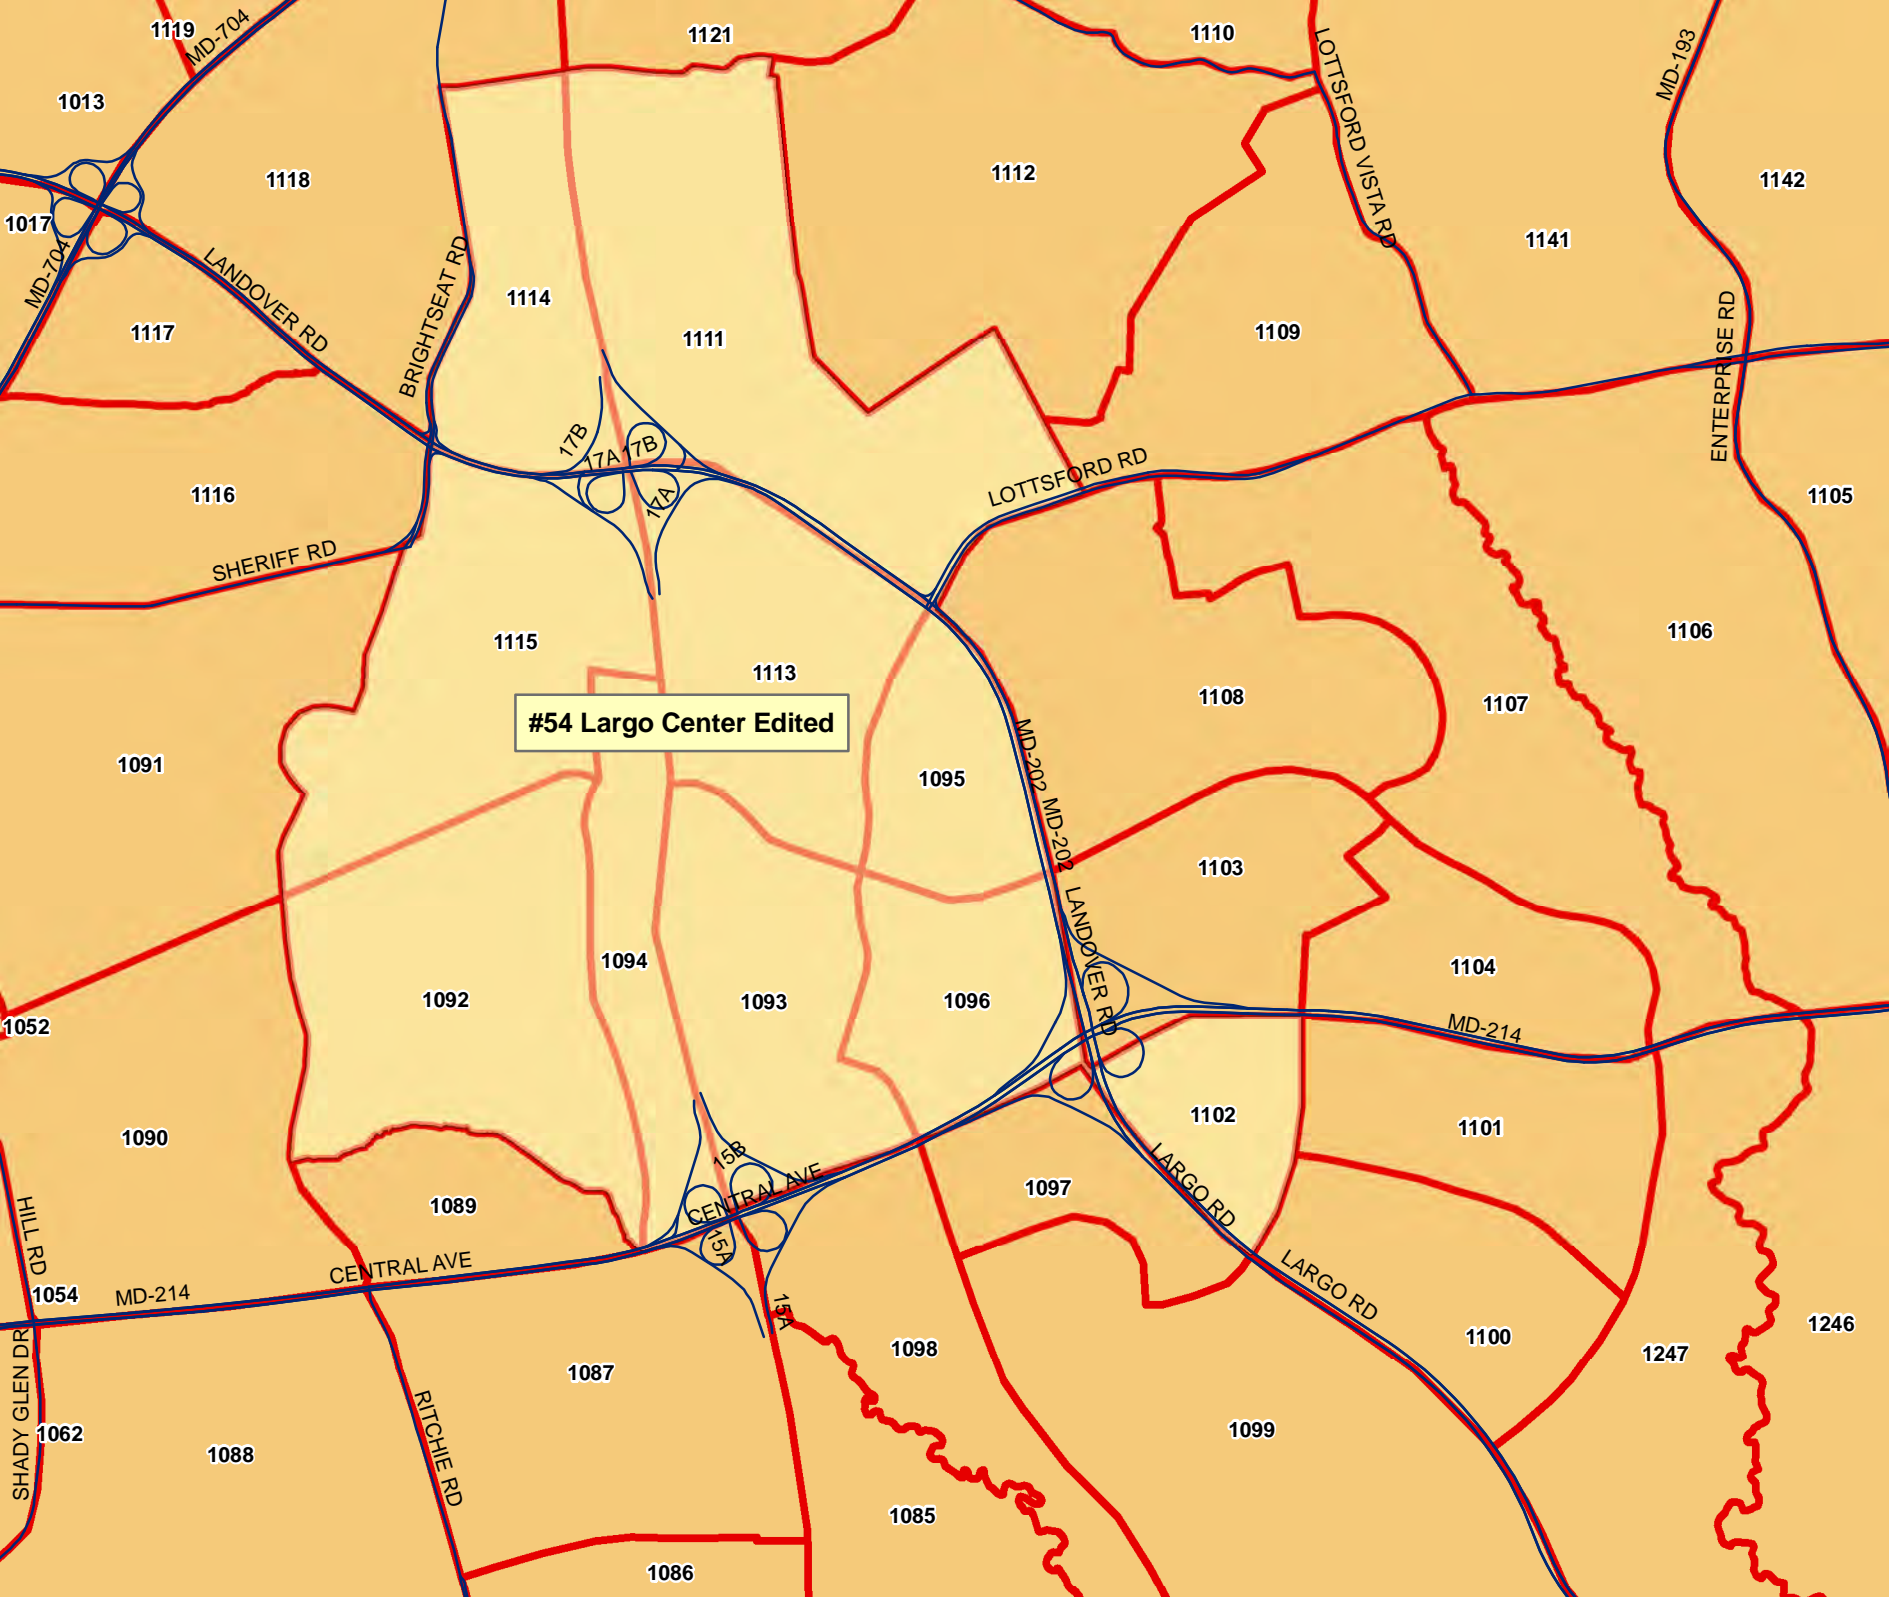 1119
MD-704
1121
1110
LOTTSFORD VISTA RD
MD-193
1013
1118
1112
1142
1017
MD-704
LANDOVER RD
BRIGHTSEAT RD
1114
1141
1117
1111
1109
ENTERPRISE RD
17B
17A
17B
17A
LOTTSFORD RD
1116
1105
SHERIFF RD
1115
1113
1106
1108
1107
#54 Largo Center Edited
1091
1095
MD-202
MD-202
1103
LANDOVER RD
1094
1104
1092
1093
1096
1052
MD-214
1090
1102
1101
15B
LARGO RD
1097
CENTRAL AVE
1089
HILL RD
15A
CENTRAL AVE
LARGO RD
1054
MD-214
15A
1246
SHADY GLEN DR
1098
1100
1247
1087
RITCHIE RD
1062
1088
1099
1085
1086